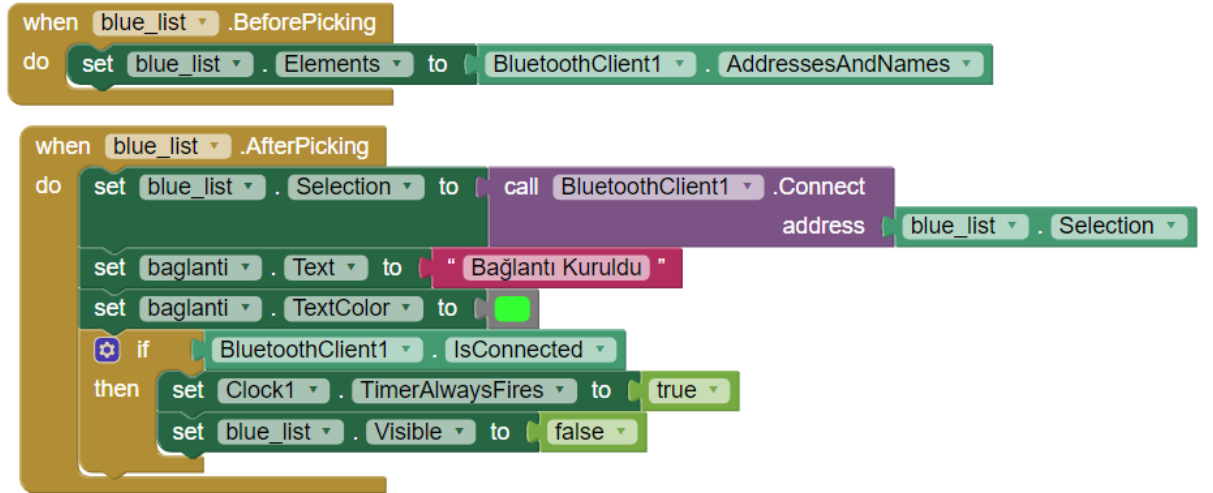 when blue_list .BeforePicking
do set blue_list . Elements to BluetoothClient1 . AddressesAndNames
when blue_list .AfterPicking
do set blue_list . Selection to call BluetoothClient1 .Connect
address blue_list . Selection
set baglanti . Text to " Bağlantı Kuruldu "
set baglanti . TextColor to
if BluetoothClient1 . IsConnected
then set Clock1 . TimerAlwaysFires to true
set blue_list . Visible to false